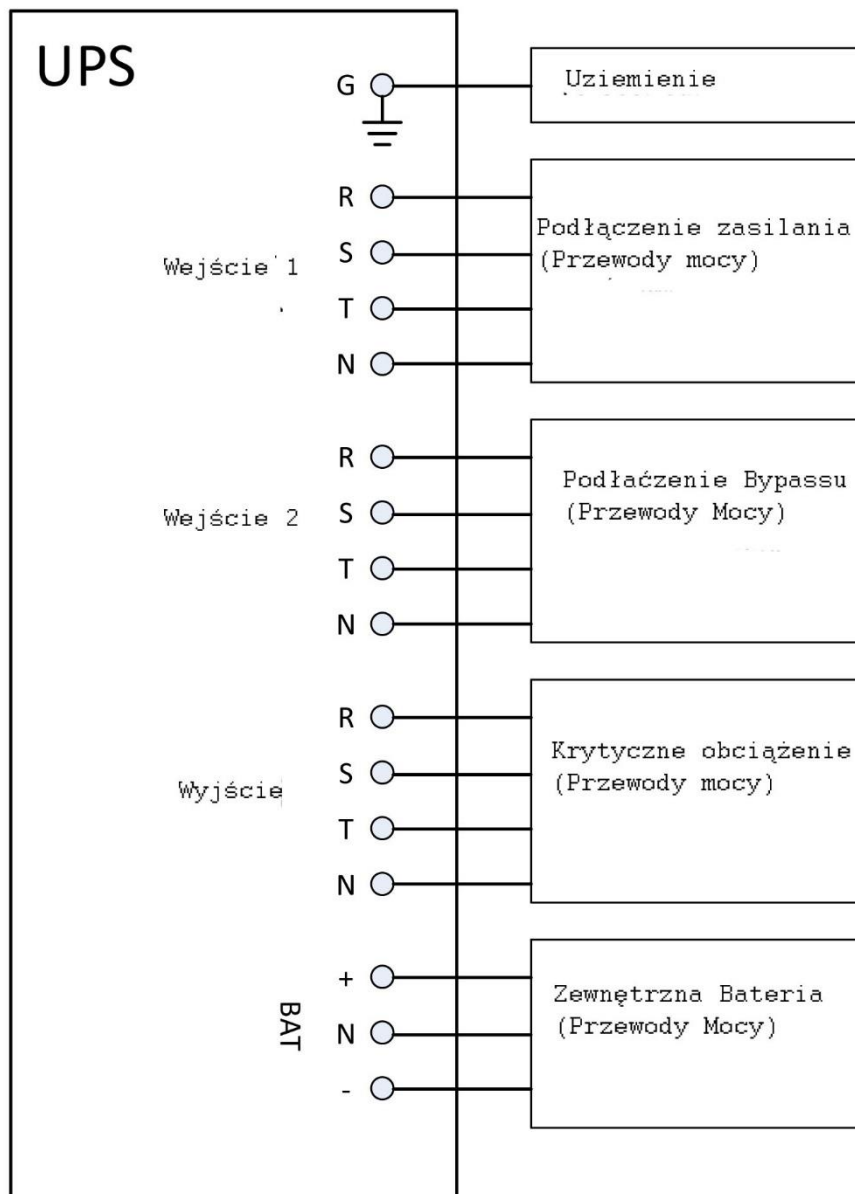 UPS
G
Uziemienie
R
S
T
N
Wejście 1
Podłączenie zasilania
(Przewody mocy)
R
S
T
N
Wejście 2
Podłaćzenie Bypassu
(Przewody Mocy)
R
S
T
N
Wyjście
Krytyczne obciążenie
(Przewody mocy)
+
N
-
BAT
Zewnętrzna Bateria
(Przewody Mocy)